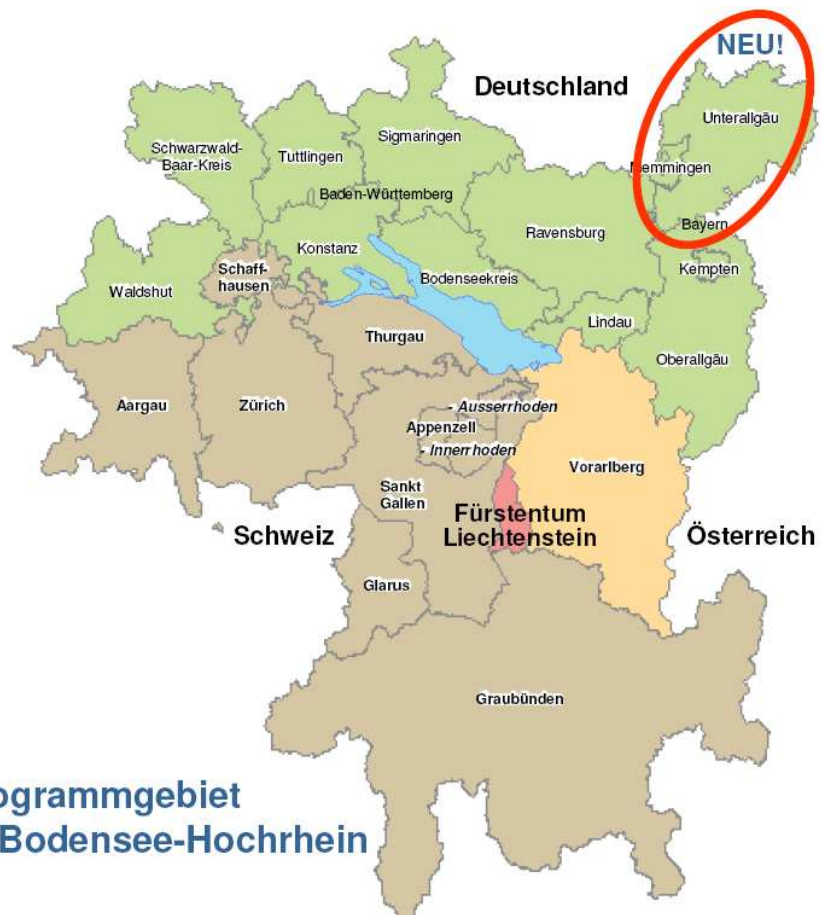 NEU!
Deutschland
Unterallgäu
Sigmaringen
Schwarzwald-
Baar-Kreis
Tuttlingen
Memmingen
Baden-Württemberg
Bayern
Ravensburg
Konstanz
Schaff-
hausen
Bodenseekreis
Kempten
Waldshut
Lindau
Thurgau
Oberallgäu
Aargau
Zürich
- Ausserrhoden
Appenzell
- Innerrhoden
Vorarlberg
Sankt
Gallen
Fürstentum
Liechtenstein
Schweiz
Österreich
Glarus
Graubünden
ogrammgebiet
Bodensee-Hochrhein